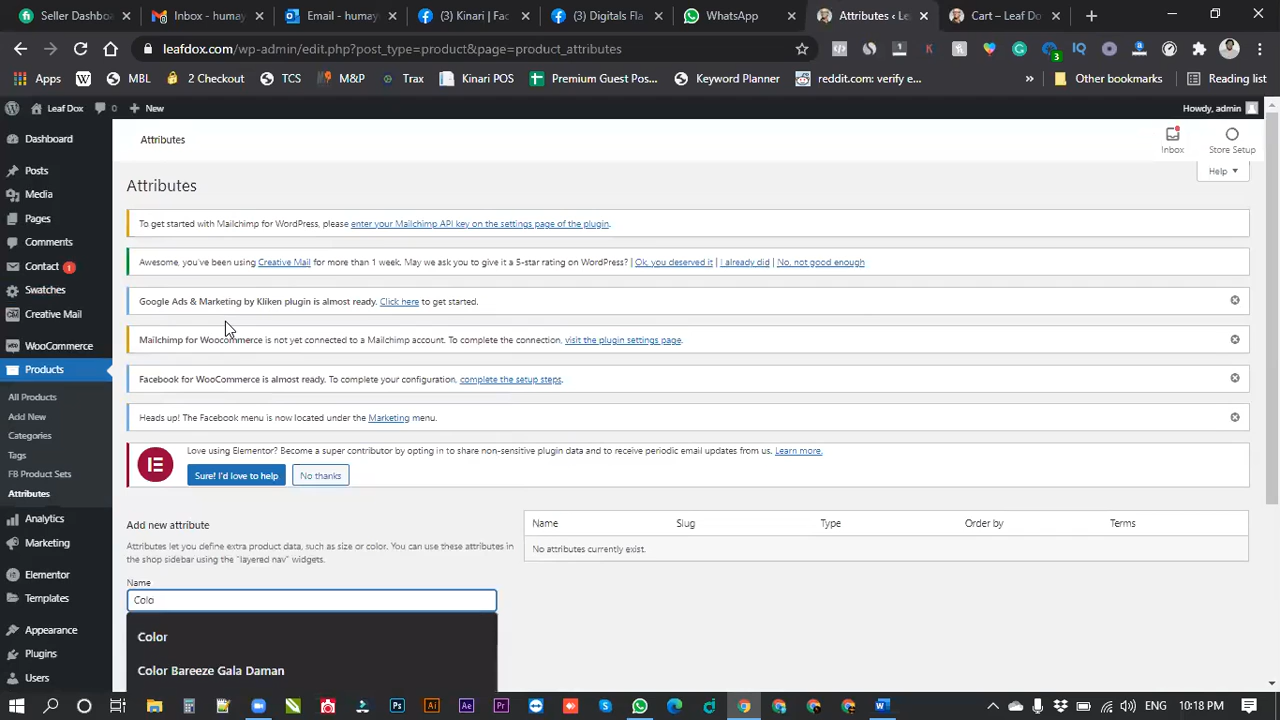 Seller Dashboa
Inbox - humay
Email - humay
(3) Kinari | Fac
(3) Digitals Fla
WhatsApp
Attributes ‹ Le
Cart – Leaf Do
leafdox.com/wp-admin/edit.php?post_type=product&page=product_attributes
3
Apps
MBL
2 Checkout
TCS
M&P
Trax
Kinari POS
Premium Guest Pos...
Keyword Planner
reddit.com: verify e...
»
Other bookmarks
Reading list
Leaf Dox
0
New
Howdy, admin
Dashboard
Posts
Media
Pages
Comments
Contact 1
Swatches
Creative Mail
WooCommerce
Products
All Products
Add New
Categories
Tags
FB Product Sets
Attributes
Analytics
Marketing
Elementor
Templates
Appearance
Plugins
Users
Attributes
Inbox
Store Setup
Help
Attributes
To get started with Mailchimp for WordPress, please enter your Mailchimp API key on the settings page of the plugin.
Awesome, you've been using Creative Mail for more than 1 week. May we ask you to give it a 5-star rating on WordPress? | Ok, you deserved it | I already did | No, not good enough
Google Ads & Marketing by Kliken plugin is almost ready. Click here to get started.
Mailchimp for Woocommerce is not yet connected to a Mailchimp account. To complete the connection, visit the plugin settings page.
Facebook for WooCommerce is almost ready. To complete your configuration, complete the setup steps.
Heads up! The Facebook menu is now located under the Marketing menu.
Love using Elementor? Become a super contributor by opting in to share non-sensitive plugin data and to receive periodic email updates from us. Learn more.
Sure! I'd love to help
No thanks
Add new attribute
Attributes let you define extra product data, such as size or color. You can use these attributes in
the shop sidebar using the "layered nav" widgets.
Name
Colo
Color
Color Bareeze Gala Daman
Name
Slug
Type
Order by
Terms
No attributes currently exist.
ENG
10:18 PM